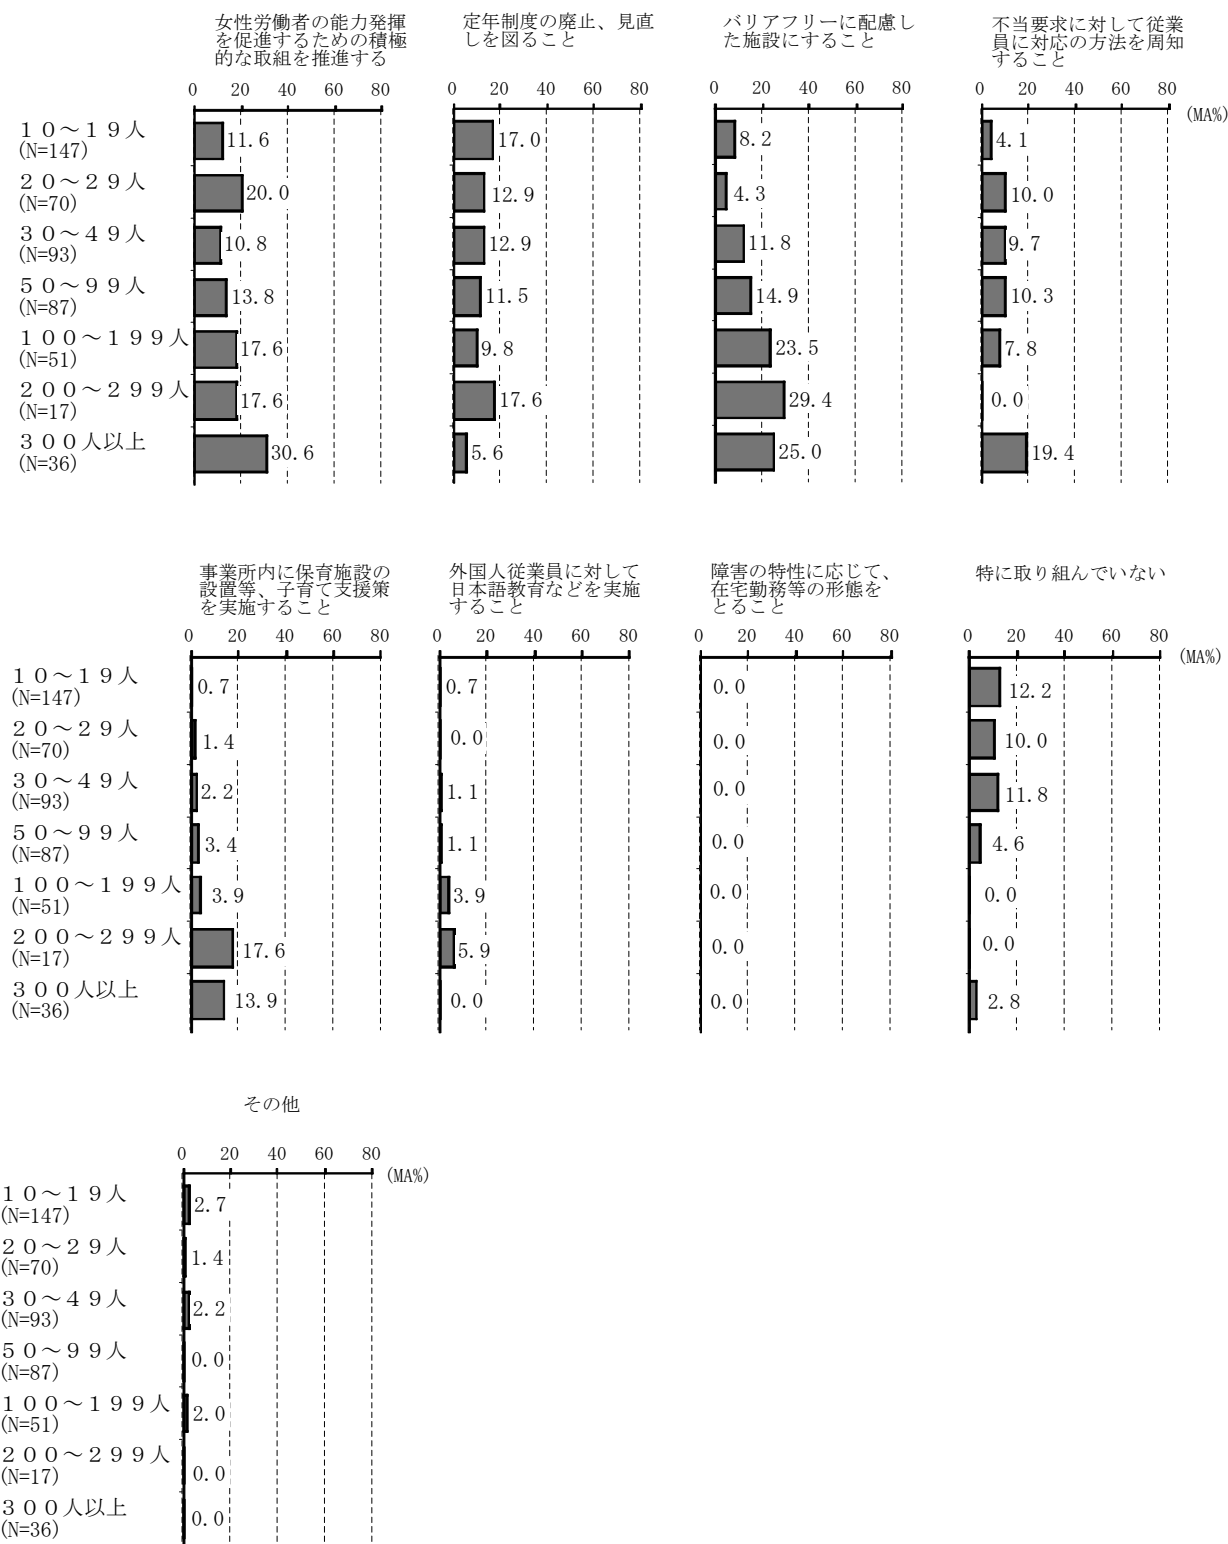 女性労働者の能力発揮
を促進するための積極
的な取組を推進する
定年制度の廃止、見直
しを図ること
バリアフリーに配慮し
た施設にすること
不当要求に対して従業
員に対応の方法を周知
すること
0 20 40 60 80
0 20 40 60 80
0 20 40 60 80
0 20 40 60 80
(MA%)
１０～１９人
(N=147)
11.6 17.0 8.2 4.1
２０～２９人
(N=70)
20.0 12.9 4.3 10.0
３０～４９人
(N=93)
10.8 12.9 11.8 9.7
５０～９９人
(N=87)
13.8 11.5 14.9 10.3
１００～１９９人
(N=51)
17.6 9.8 23.5 7.8
２００～２９９人
(N=17)
17.6 17.6 29.4 0.0
３００人以上
(N=36)
30.6 5.6 25.0 19.4
事業所内に保育施設の
設置等、子育て支援策
を実施すること
外国人従業員に対して
日本語教育などを実施
すること
障害の特性に応じて、
在宅勤務等の形態を
とること
特に取り組んでいない
0 20 40 60 80
0 20 40 60 80
0 20 40 60 80
0 20 40 60 80
(MA%)
１０～１９人
(N=147)
0.7 0.7 0.0 12.2
２０～２９人
(N=70)
1.4 0.0 0.0 10.0
３０～４９人
(N=93)
2.2 1.1 0.0 11.8
５０～９９人
(N=87)
3.4 1.1 0.0 4.6
１００～１９９人
(N=51)
3.9 3.9 0.0 0.0
２００～２９９人
(N=17)
17.6 5.9 0.0 0.0
３００人以上
(N=36)
13.9 0.0 0.0 2.8
その他
0 20 40 60 80
(MA%)
１０～１９人
(N=147)
2.7
２０～２９人
(N=70)
1.4
３０～４９人
(N=93)
2.2
５０～９９人
(N=87)
0.0
１００～１９９人
(N=51)
2.0
２００～２９９人
(N=17)
0.0
３００人以上
(N=36)
0.0